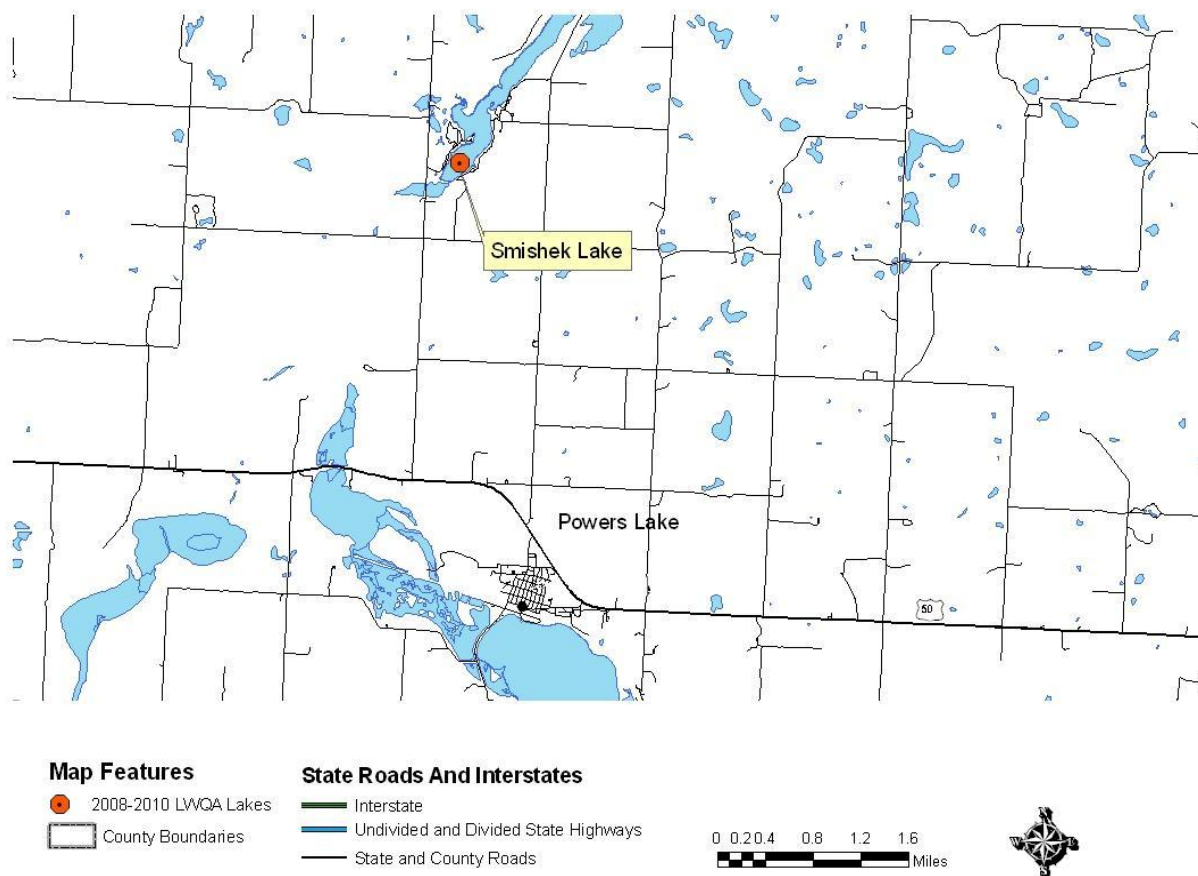 Smishek Lake
Powers Lake
50
Map Features
2008-2010 LWQA Lakes
County Boundaries
State Roads And Interstates
Interstate
Undivided and Divided State Highways
State and County Roads
0 0.2 0.4 0.8 1.2 1.6
Miles
N
W E
S